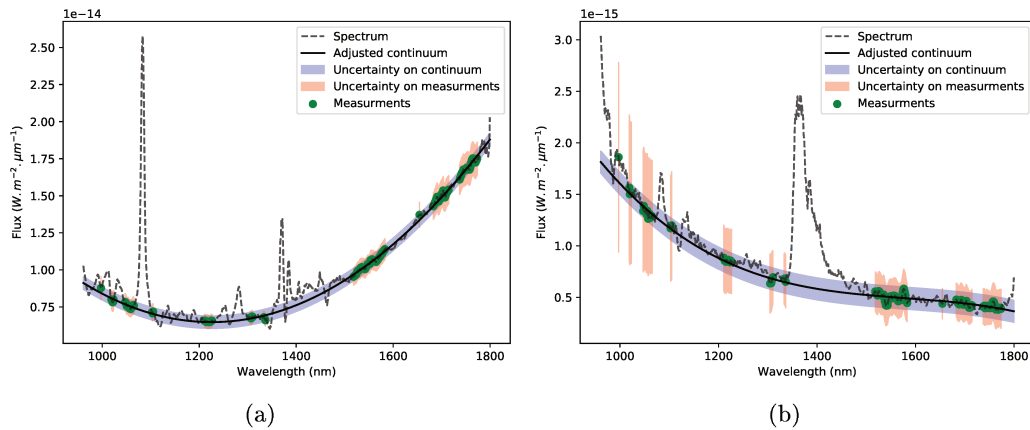 1e−14
2.50
2.25
2.00
1.75
1.50
1.25
1.00
0.75
Flux (W. m⁻². μm⁻¹)
1000 1200 1400 1600 1800
Wavelength (nm)
Spectrum
Adjusted continuum
Uncertainty on continuum
Uncertainty on measurments
Measurments
(a)
1e−15
3.0
2.5
2.0
1.5
1.0
0.5
Flux (W. m⁻². μm⁻¹)
1000 1200 1400 1600 1800
Wavelength (nm)
Spectrum
Adjusted continuum
Uncertainty on continuum
Uncertainty on measurments
Measurments
(b)